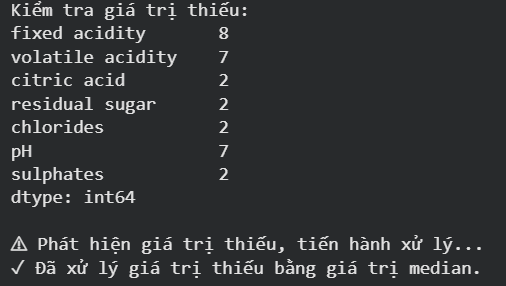 Kiểm tra giá trị thiếu:
fixed acidity 8
volatile acidity 7
citric acid 2
residual sugar 2
chlorides 2
pH 7
sulphates 2
dtype: int64
⚠ Phát hiện giá trị thiếu, tiến hành xử lý...
✓ Đã xử lý giá trị thiếu bằng giá trị median.